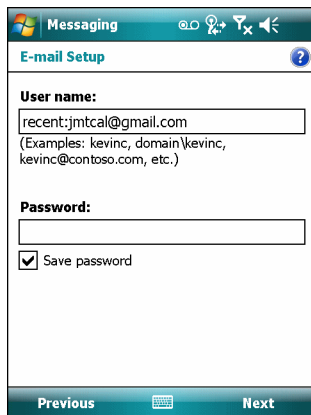 Messaging
E-mail Setup
?
User name:
recent:jmtcal@gmail.com
(Examples: kevinc, domain\kevinc,
kevinc@contoso.com, etc.)
Password:
Save password
Previous
Next